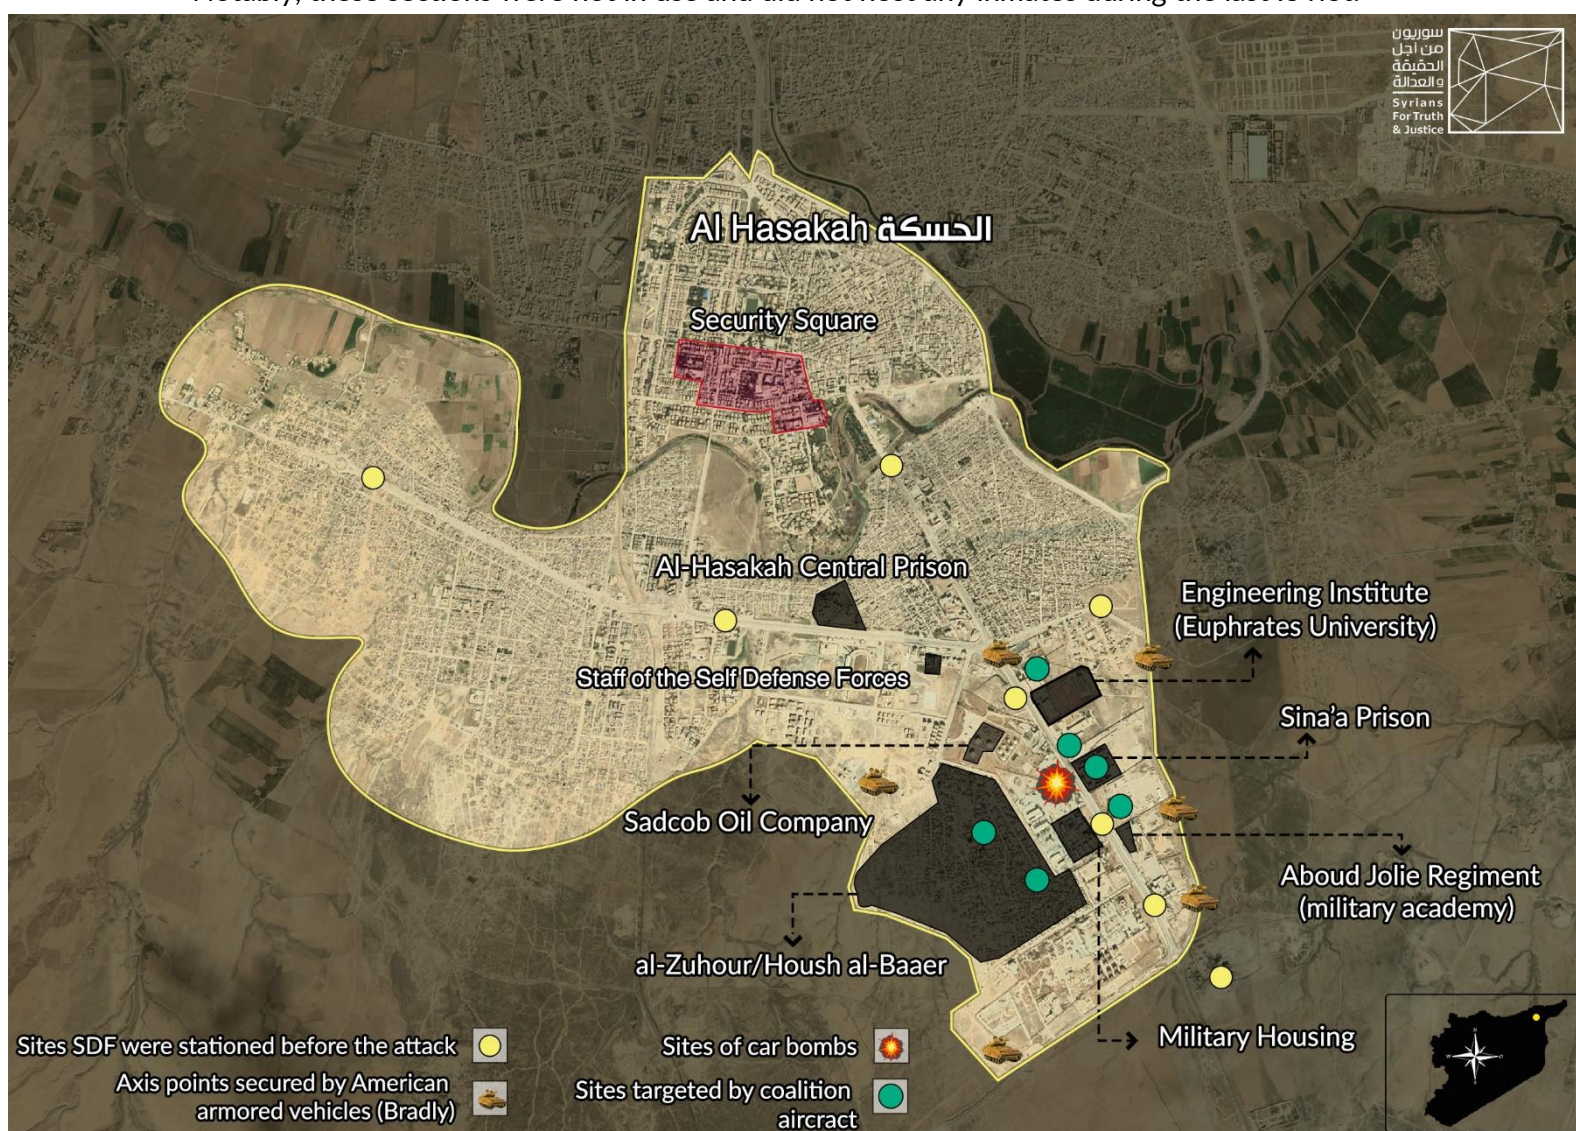 سوريون
من أجل
الحقيقة
والعدالة
Syrians
For Truth
& Justice
Al Hasakah الحسكة
Security Square
Al-Hasakah Central Prison
Engineering Institute
(Euphrates University)
Staff of the Self Defense Forces
Sina'a Prison
Sadcob Oil Company
Aboud Jolie Regiment
(military academy)
al-Zuhour/Housh al-Baaer
Military Housing
Sites SDF were stationed before the attack
Axis points secured by American
armored vehicles (Bradly)
Sites of car bombs
Sites targeted by coalition
aircract